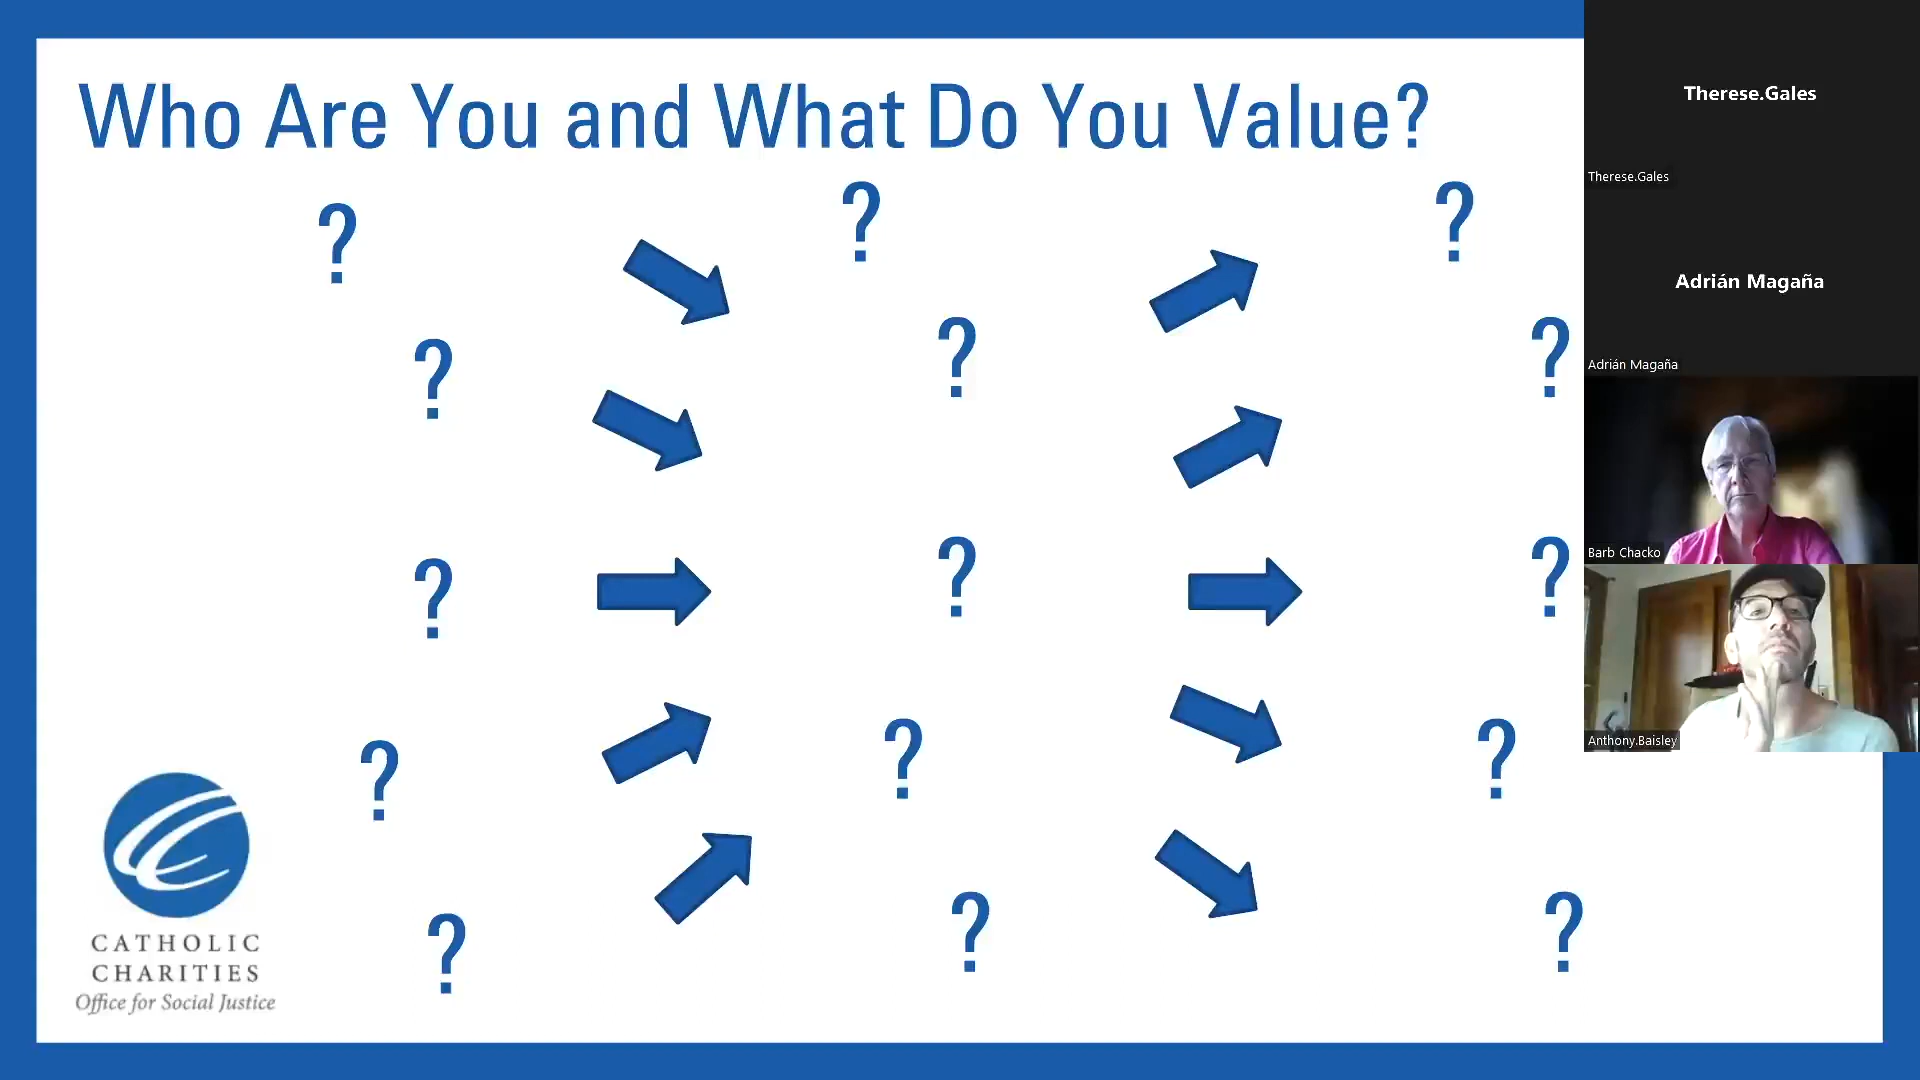 Who Are You and What Do You Value?
? ? ?
? ? ?
? ? ?
? ? ?
? ? ?
CATHOLIC
CHARITIES
Office for Social Justice
Therese.Gales
Therese.Gales
Adrián Magaña
Adrián Magaña
Barb Chacko
Anthony.Baisley